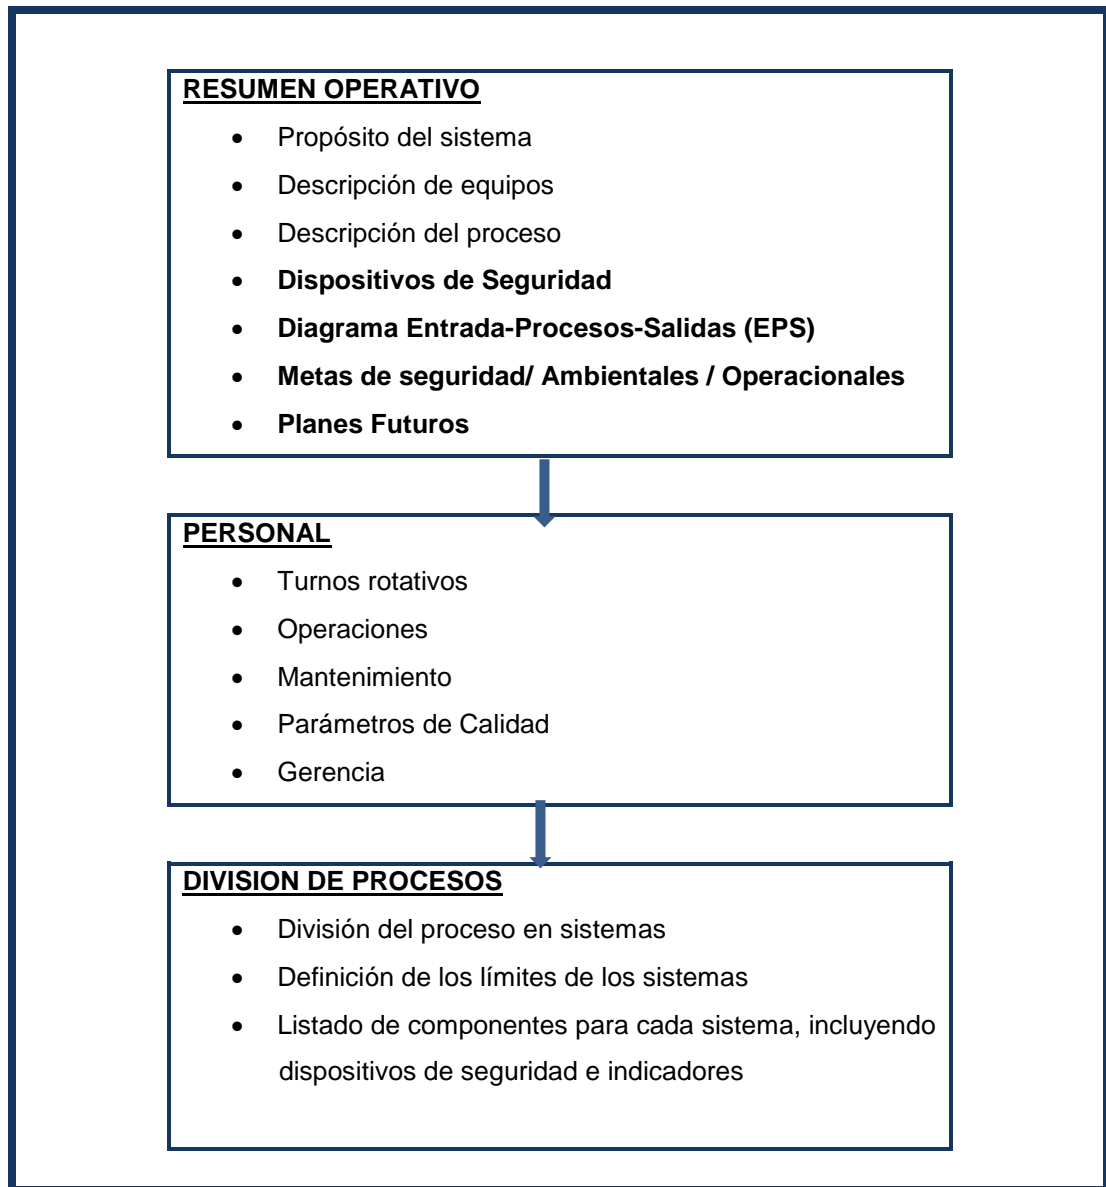 RESUMEN OPERATIVO
• Propósito del sistema
• Descripción de equipos
• Descripción del proceso
• Dispositivos de Seguridad
• Diagrama Entrada-Procesos-Salidas (EPS)
• Metas de seguridad/ Ambientales / Operacionales
• Planes Futuros
PERSONAL
• Turnos rotativos
• Operaciones
• Mantenimiento
• Parámetros de Calidad
• Gerencia
DIVISION DE PROCESOS
• División del proceso en sistemas
• Definición de los límites de los sistemas
• Listado de componentes para cada sistema, incluyendo
dispositivos de seguridad e indicadores